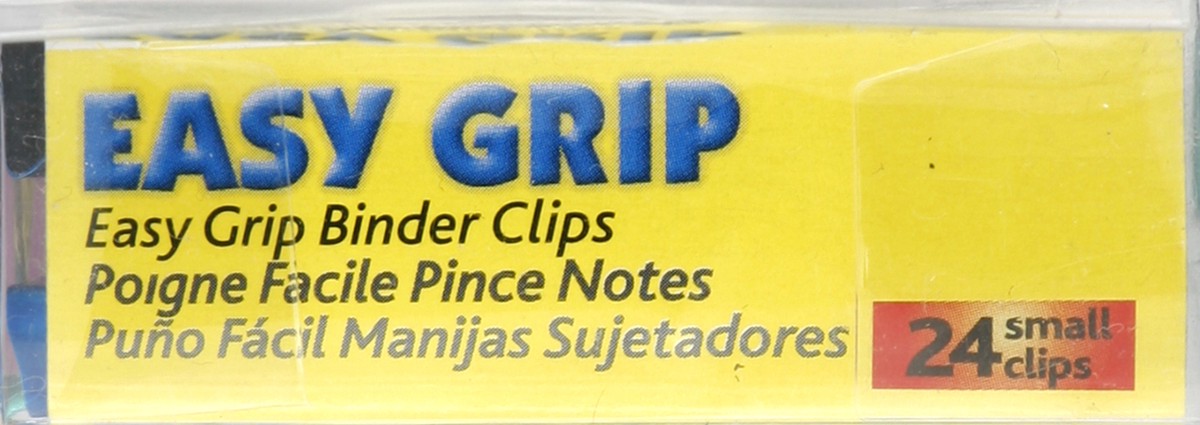 EASY GRIP
Easy Grip Binder Clips
Poigne Facile Pince Notes
Puño Fácil Manijas Sujetadores
24 small
clips